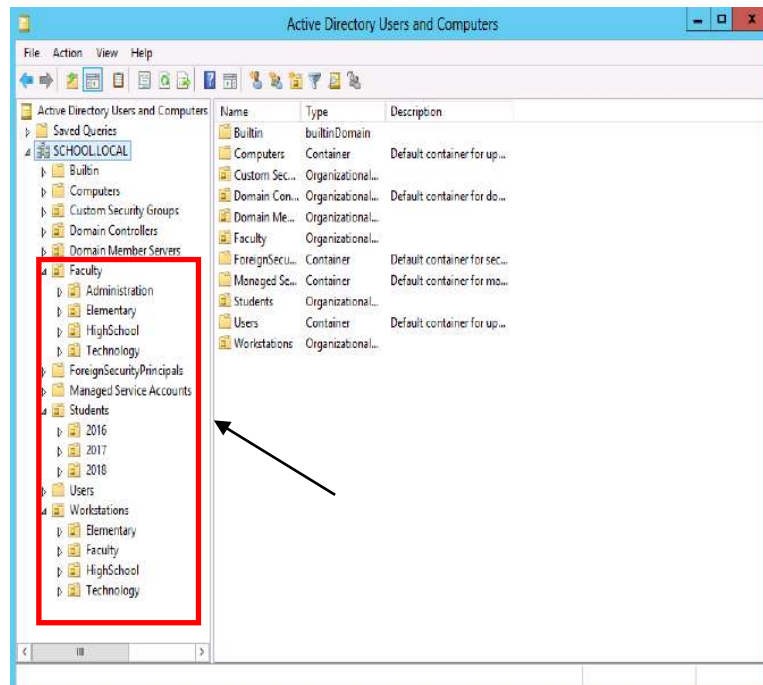 Active Directory Users and Computers
File Action View Help
Active Directory Users and Computers
Saved Queries
SCHOOL.LOCAL
Builtin
Computers
Custom Security Groups
Domain Controllers
Domain Member Servers
Faculty
Administration
Elementary
HighSchool
Technology
ForeignSecurityPrincipals
Managed Service Accounts
Students
2016
2017
2018
Users
Workstations
Elementary
Faculty
HighSchool
Technology
Name Type Description
Builtin builtinDomain
Computers Container Default container for up...
Custom Sec... Organizational...
Domain Con... Organizational... Default container for do...
Domain Me... Organizational...
Faculty Organizational...
ForeignSecu... Container Default container for sec...
Managed Se... Container Default container for ma...
Students Organizational...
Users Container Default container for up...
Workstations Organizational...